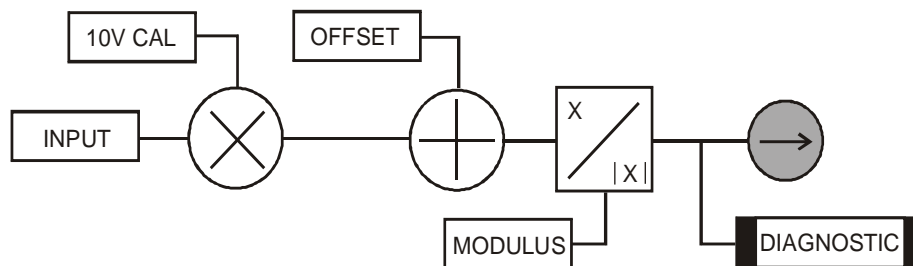 10V CAL
OFFSET
INPUT
X
|X|
MODULUS
DIAGNOSTIC